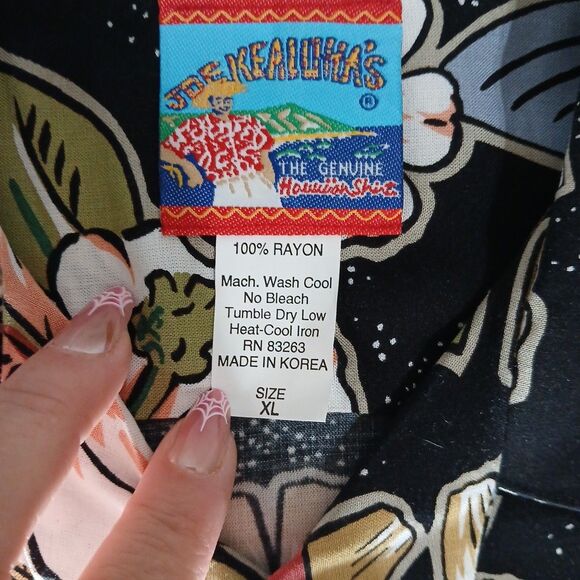 JOE KEALOHA'S
®
THE GENUINE
Hawaiian Shirt
100% RAYON
Mach. Wash Cool
No Bleach
Tumble Dry Low
Heat-Cool Iron
RN 83263
MADE IN KOREA
SIZE
XL